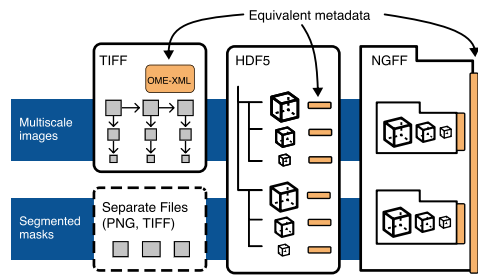 Equivalent metadata
TIFF
HDF5
NGFF
OME-XML
Multiscale
images
Segmented
masks
Separate Files
(PNG, TIFF)